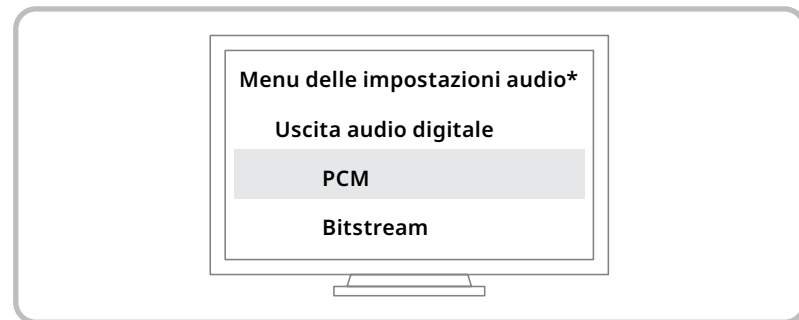 Menu delle impostazioni audio*
Uscita audio digitale
PCM
Bitstream